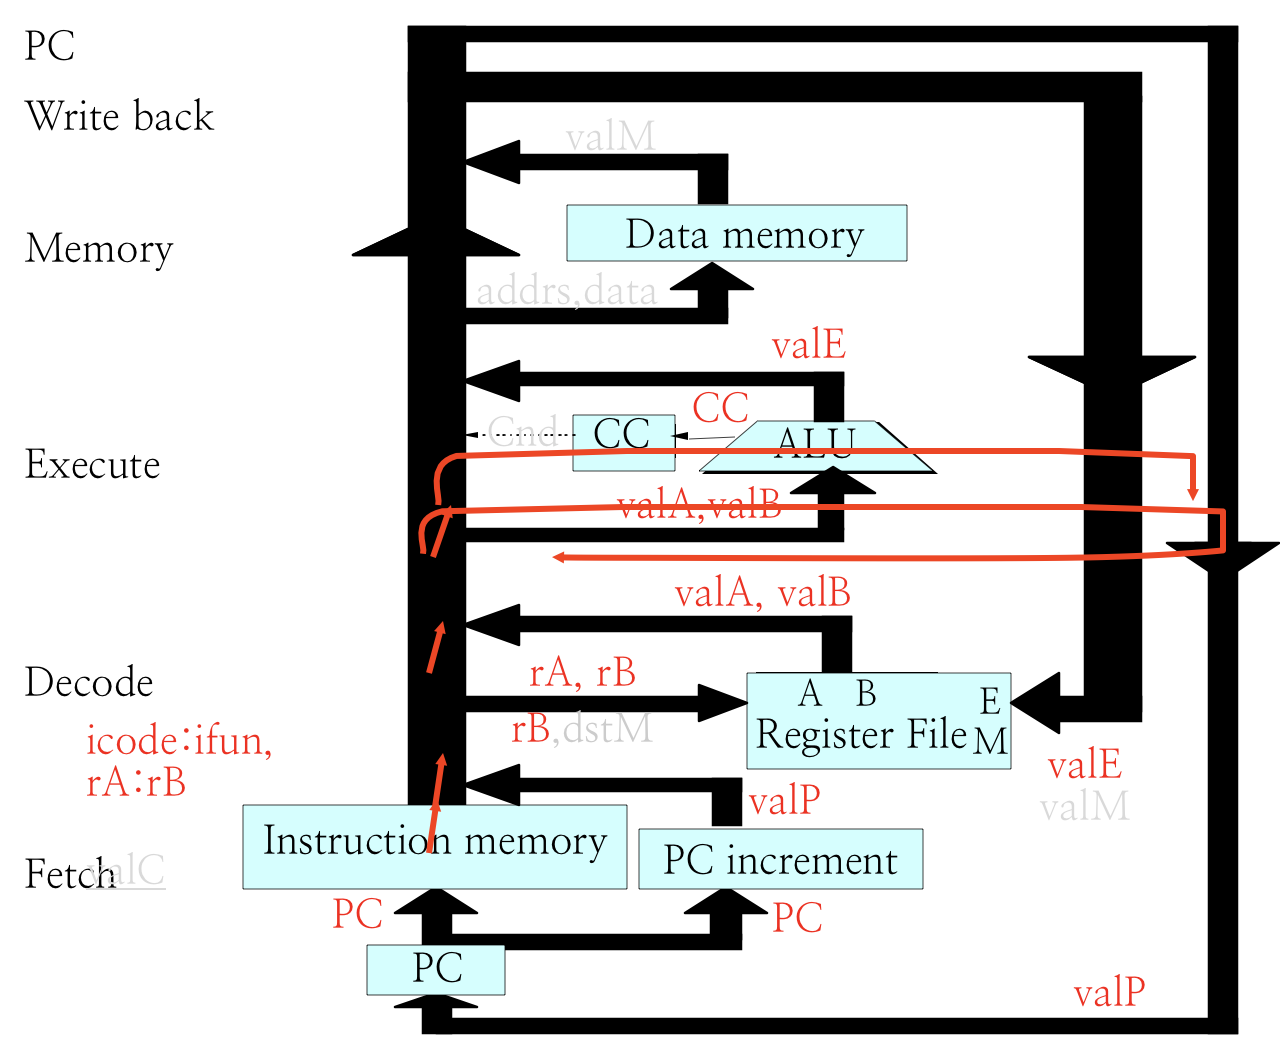 PC
Write back
valM
Memory
Data memory
addrs,data
valE
CC
Cnd
CC
ALU
Execute
valA,valB
valA, valB
rA, rB
Decode
A B
E
rB,dstM
Register File
M
icode:ifun,
rA:rB
valE
valP
valM
Instruction memory
PC increment
Fetch
valC
PC
PC
PC
valP